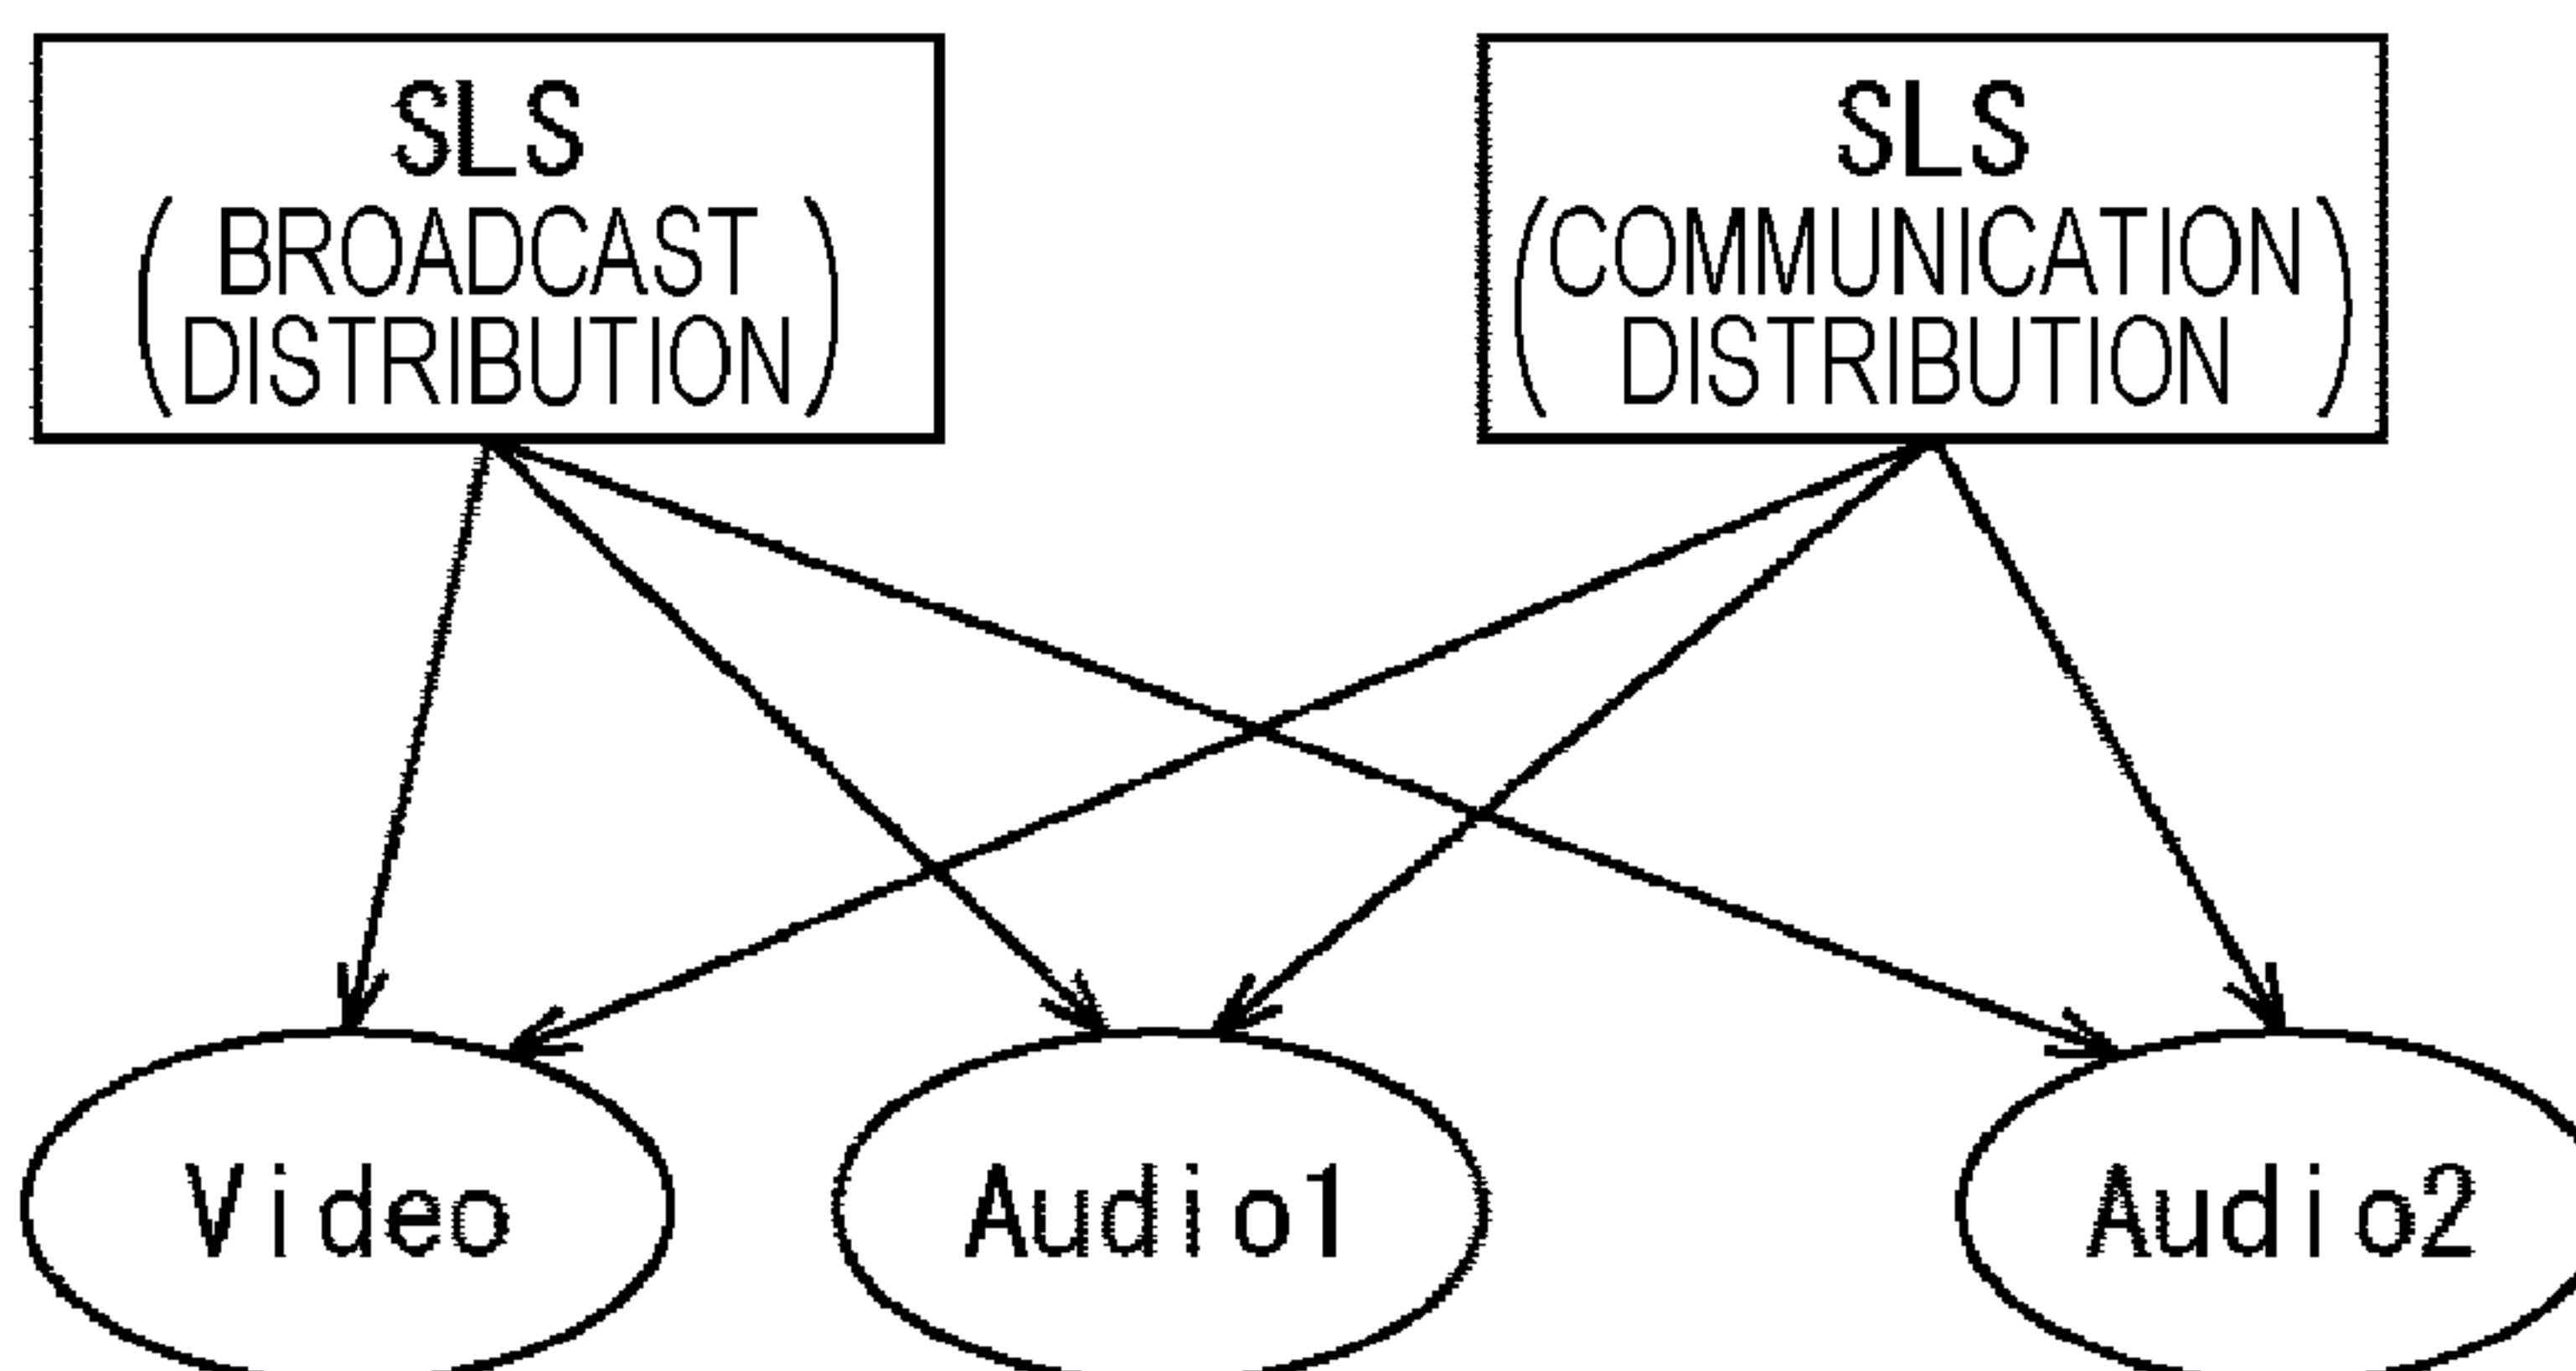 SLS
(BROADCAST
DISTRIBUTION)
SLS
(COMMUNICATION
DISTRIBUTION)
Video
Audio1
Audio2